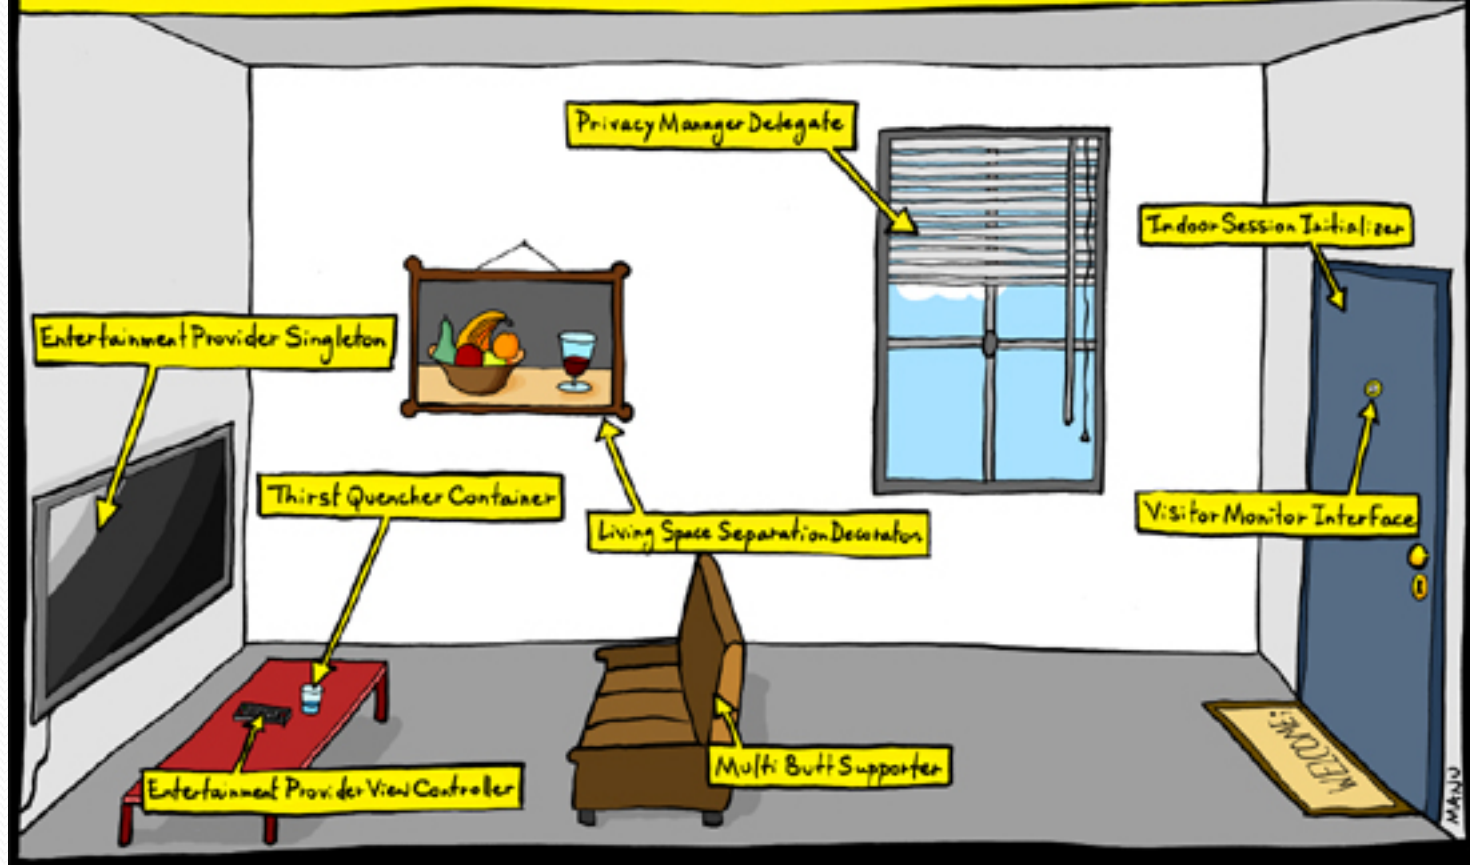 Privacy Manager Delegate
Indoor Session Initializer
Entertainment Provider Singleton
Thirst Quencher Container
Living Space Separation Decorator
Visitor Monitor Interface
WELCOME;
Multi Butt Supporter
Entertainment Provider View Controller
MANU